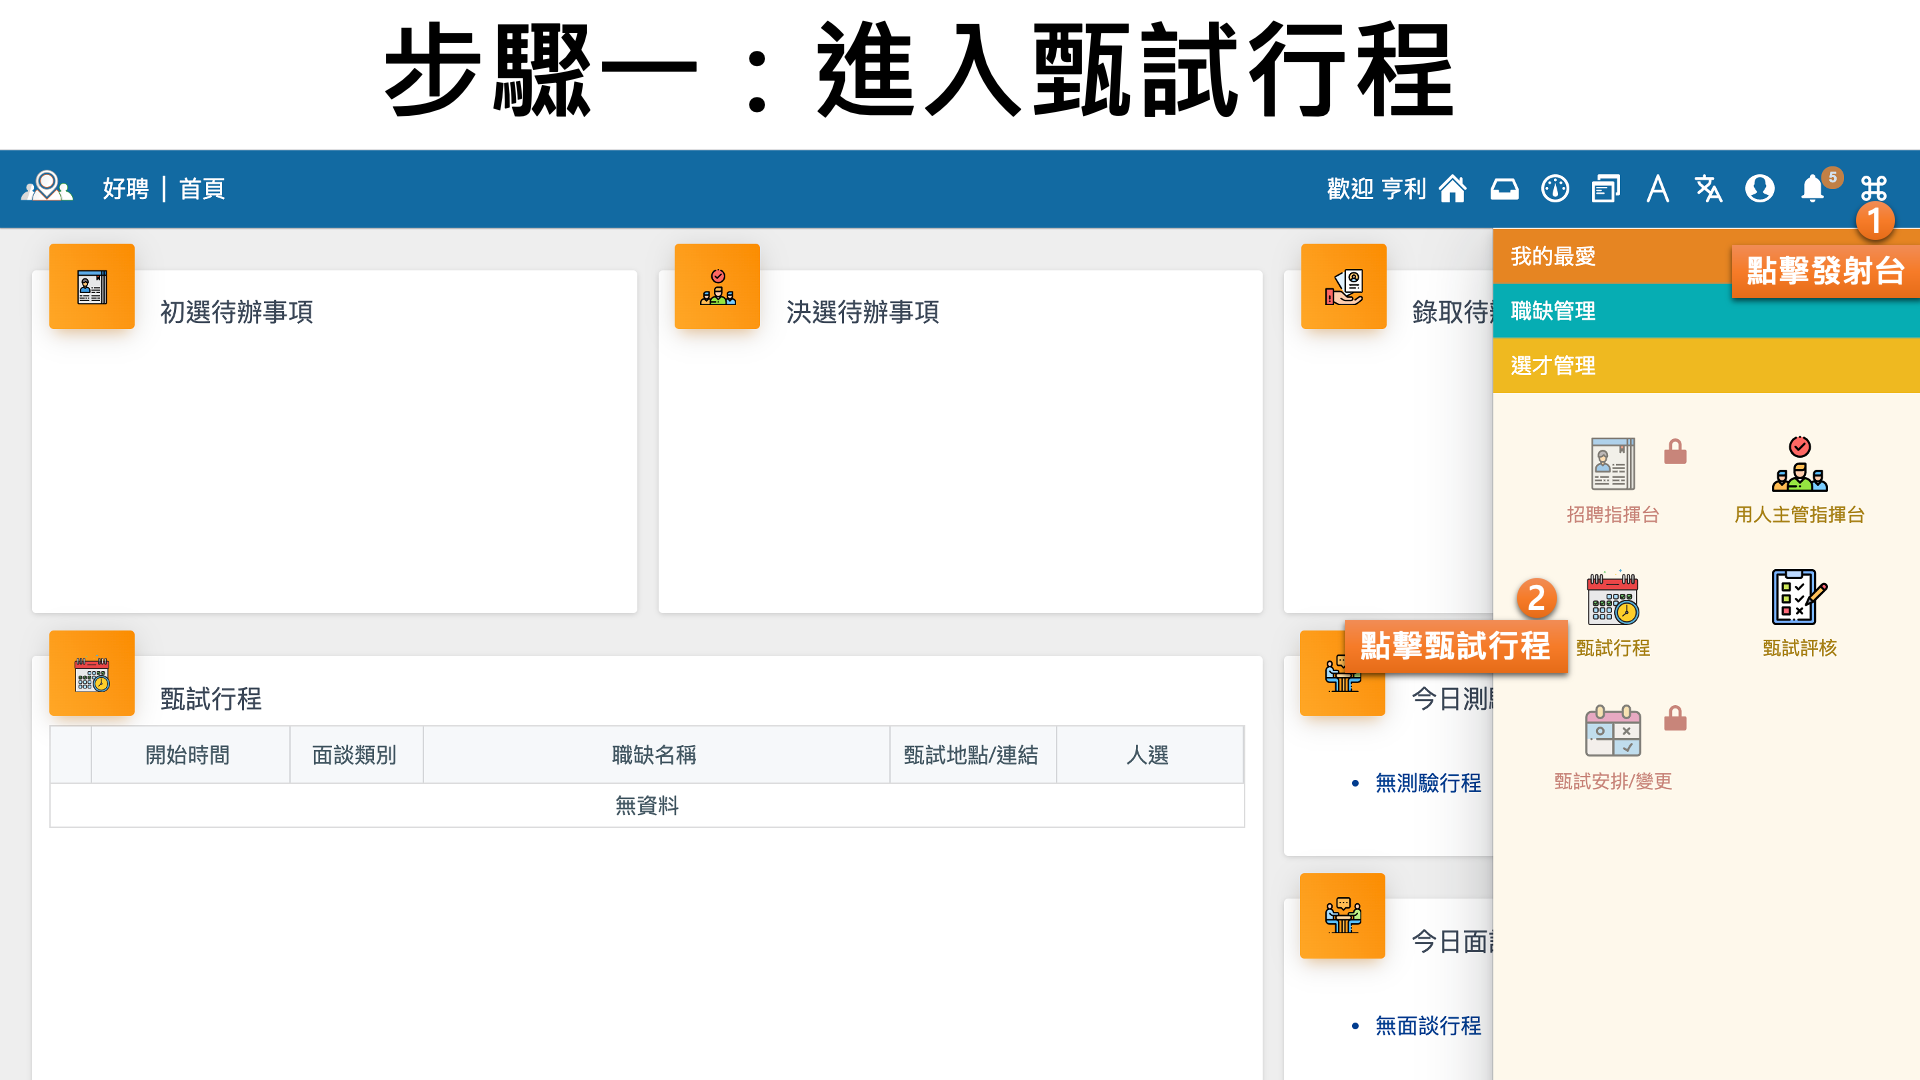 步驟一：進入甄試行程
好聘 | 首頁
歡迎 亨利
5
1
點擊發射台
我的最愛
職缺管理
選才管理
初選待辦事項
決選待辦事項
錄取待
招聘指揮台
用人主管指揮台
2
點擊甄試行程
甄試行程
甄試評核
甄試安排/變更
甄試行程
開始時間 面談類別 職缺名稱 甄試地點/連結 人選
無資料
今日測
• 無測驗行程
今日面
• 無面談行程